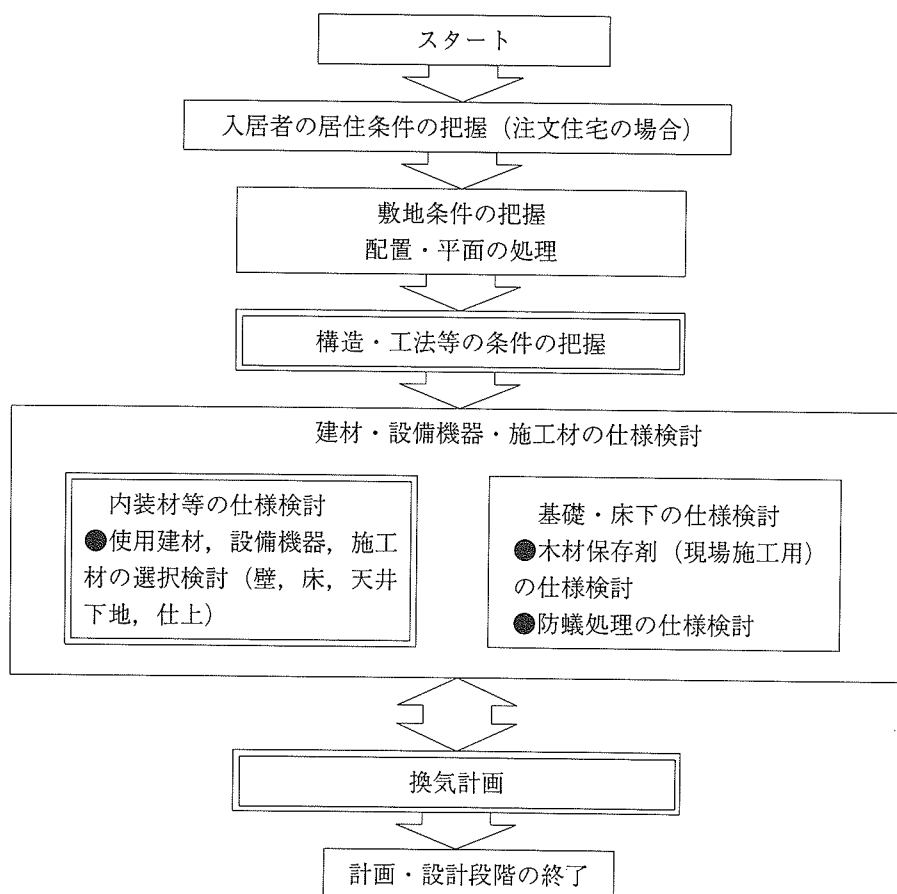 スタート
入居者の居住条件の把握（注文住宅の場合）
敷地条件の把握
配置・平面の処理
構造・工法等の条件の把握
建材・設備機器・施工材の仕様検討
内装材等の仕様検討
●使用建材，設備機器，施工
材の選択検討（壁，床，天井
下地，仕上）
基礎・床下の仕様検討
●木材保存剤（現場施工用）
の仕様検討
●防蟻処理の仕様検討
換気計画
計画・設計段階の終了